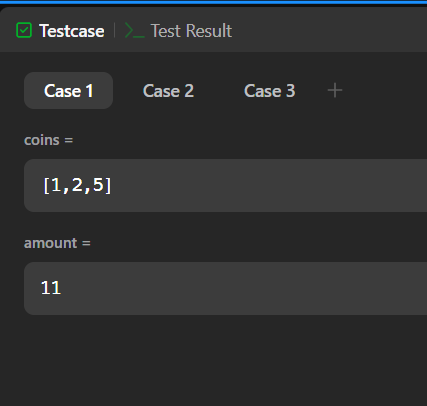 Testcase | >_ Test Result
Case 1 Case 2 Case 3 +
coins =
[1,2,5]
amount =
11